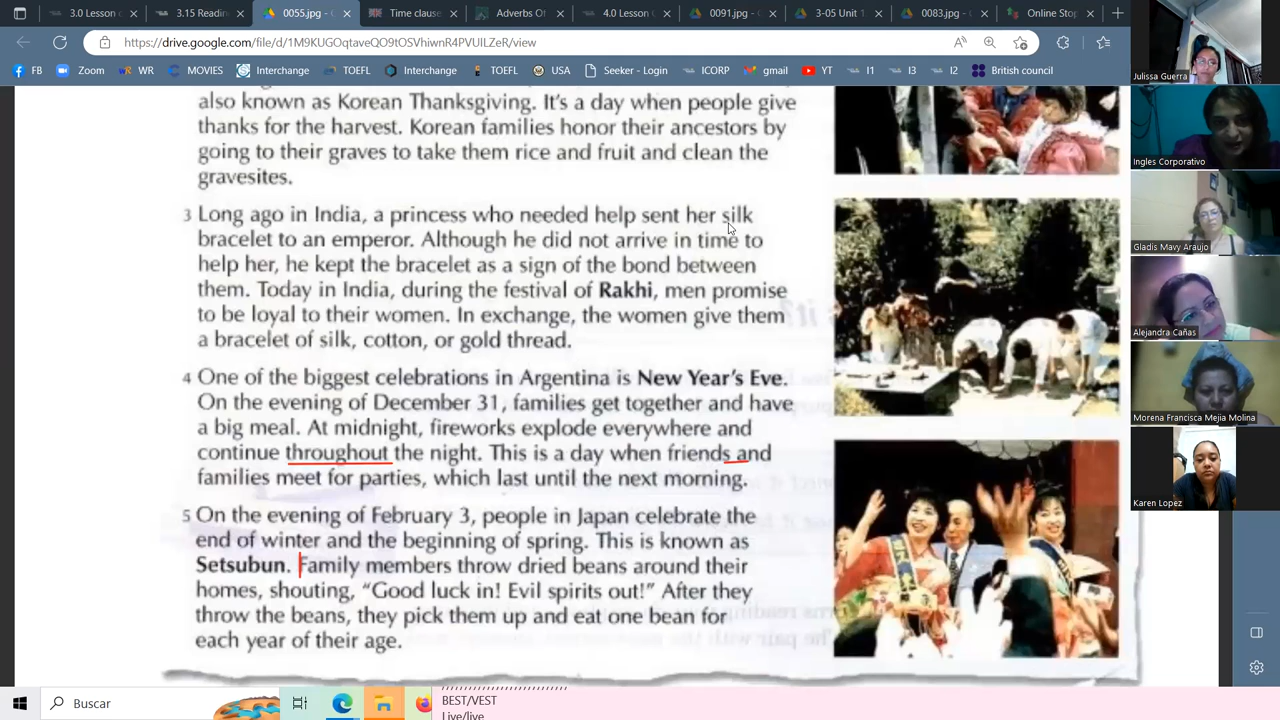 3.0 Lesson
3.15 Readin
0055.jpg - G
Time clause
Adverbs Of
4.0 Lesson
0091.jpg -
3-05 Unit 1
0083.jpg -
Online Stop
https://drive.google.com/file/d/1M9KUGOqtaveQO9tOSVhiwnR4PVUILZeR/view
FB
Zoom
WR
MOVIES
Interchange
TOEFL
Interchange
TOEFL
USA
Seeker - Login
ICORP
gmail
YT
I1
I3
I2
British council
also known as Korean Thanksgiving. It's a day when people give
thanks for the harvest. Korean families honor their ancestors by
going to their graves to take them rice and fruit and clean the
gravesites.
3 Long ago in India, a princess who needed help sent her silk
bracelet to an emperor. Although he did not arrive in time to
help her, he kept the bracelet as a sign of the bond between
them. Today in India, during the festival of Rakhi, men promise
to be loyal to their women. In exchange, the women give them
a bracelet of silk, cotton, or gold thread.
4 One of the biggest celebrations in Argentina is New Year's Eve.
On the evening of December 31, families get together and have
a big meal. At midnight, fireworks explode everywhere and
continue throughout the night. This is a day when friends and
families meet for parties, which last until the next morning.
5 On the evening of February 3, people in Japan celebrate the
end of winter and the beginning of spring. This is known as
Setsubun. Family members throw dried beans around their
homes, shouting, "Good luck in! Evil spirits out!" After they
throw the beans, they pick them up and eat one bean for
each year of their age.
Julissa Guerra
Ingles Corporativo
Gladis Mavy Araujo
Alejandra Cañas
Morena Francisca Mejia Molina
Karen Lopez
Buscar
BEST/VEST
Live/live